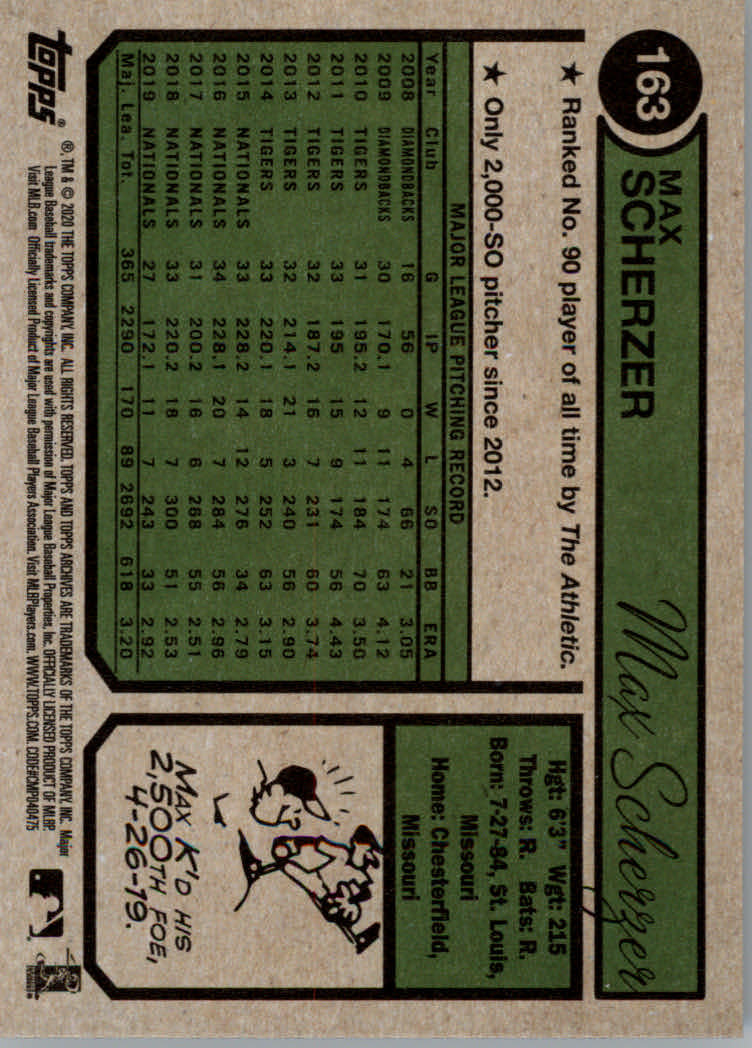 163
MAX
SCHERZER
Max Scherzer
★ Ranked No. 90 player of all time by The Athletic.
★ Only 2,000-SO pitcher since 2012.
MAJOR LEAGUE PITCHING RECORD
Year Club G IP W L SO BB ERA
2008 DIAMONDBACKS 16 56 0 4 66 21 3.05
2009 DIAMONDBACKS 30 170.1 9 11 174 63 4.12
2010 TIGERS 31 195.2 12 11 184 70 3.50
2011 TIGERS 33 195 15 9 174 56 4.43
2012 TIGERS 32 187.2 16 7 231 60 3.74
2013 TIGERS 32 214.1 21 3 240 56 2.90
2014 TIGERS 33 220.1 18 5 252 63 3.15
2015 NATIONALS 33 228.2 14 12 276 34 2.79
2016 NATIONALS 34 228.1 20 7 284 56 2.96
2017 NATIONALS 31 200.2 16 6 268 55 2.51
2018 NATIONALS 33 220.2 18 7 300 51 2.53
2019 NATIONALS 27 172.1 11 7 243 33 2.92
Maj. Lea. Tot. 365 2290 170 89 2692 618 3.20
Hgt: 6'3" Wgt: 215
Throws: R. Bats: R.
Born: 7-27-84, St. Louis,
Missouri
Home: Chesterfield,
Missouri
MAX K'D HIS
2,500TH FOE,
4-26-19.
topps®
®, TM & © 2020 THE TOPPS COMPANY, INC. ALL RIGHTS RESERVED. TOPPS AND TOPPS ARCHIVES ARE TRADEMARKS OF THE TOPPS COMPANY, INC. Major
League Baseball trademarks and copyrights are used with permission of Major League Baseball Properties, Inc. OFFICIALLY LICENSED PRODUCT OF MLBP.
Visit MLB.com Officially Licensed Product of Major League Baseball Players Association. Visit MLBPlayers.com. WWW.TOPPS.COM. CODE#CMP040475